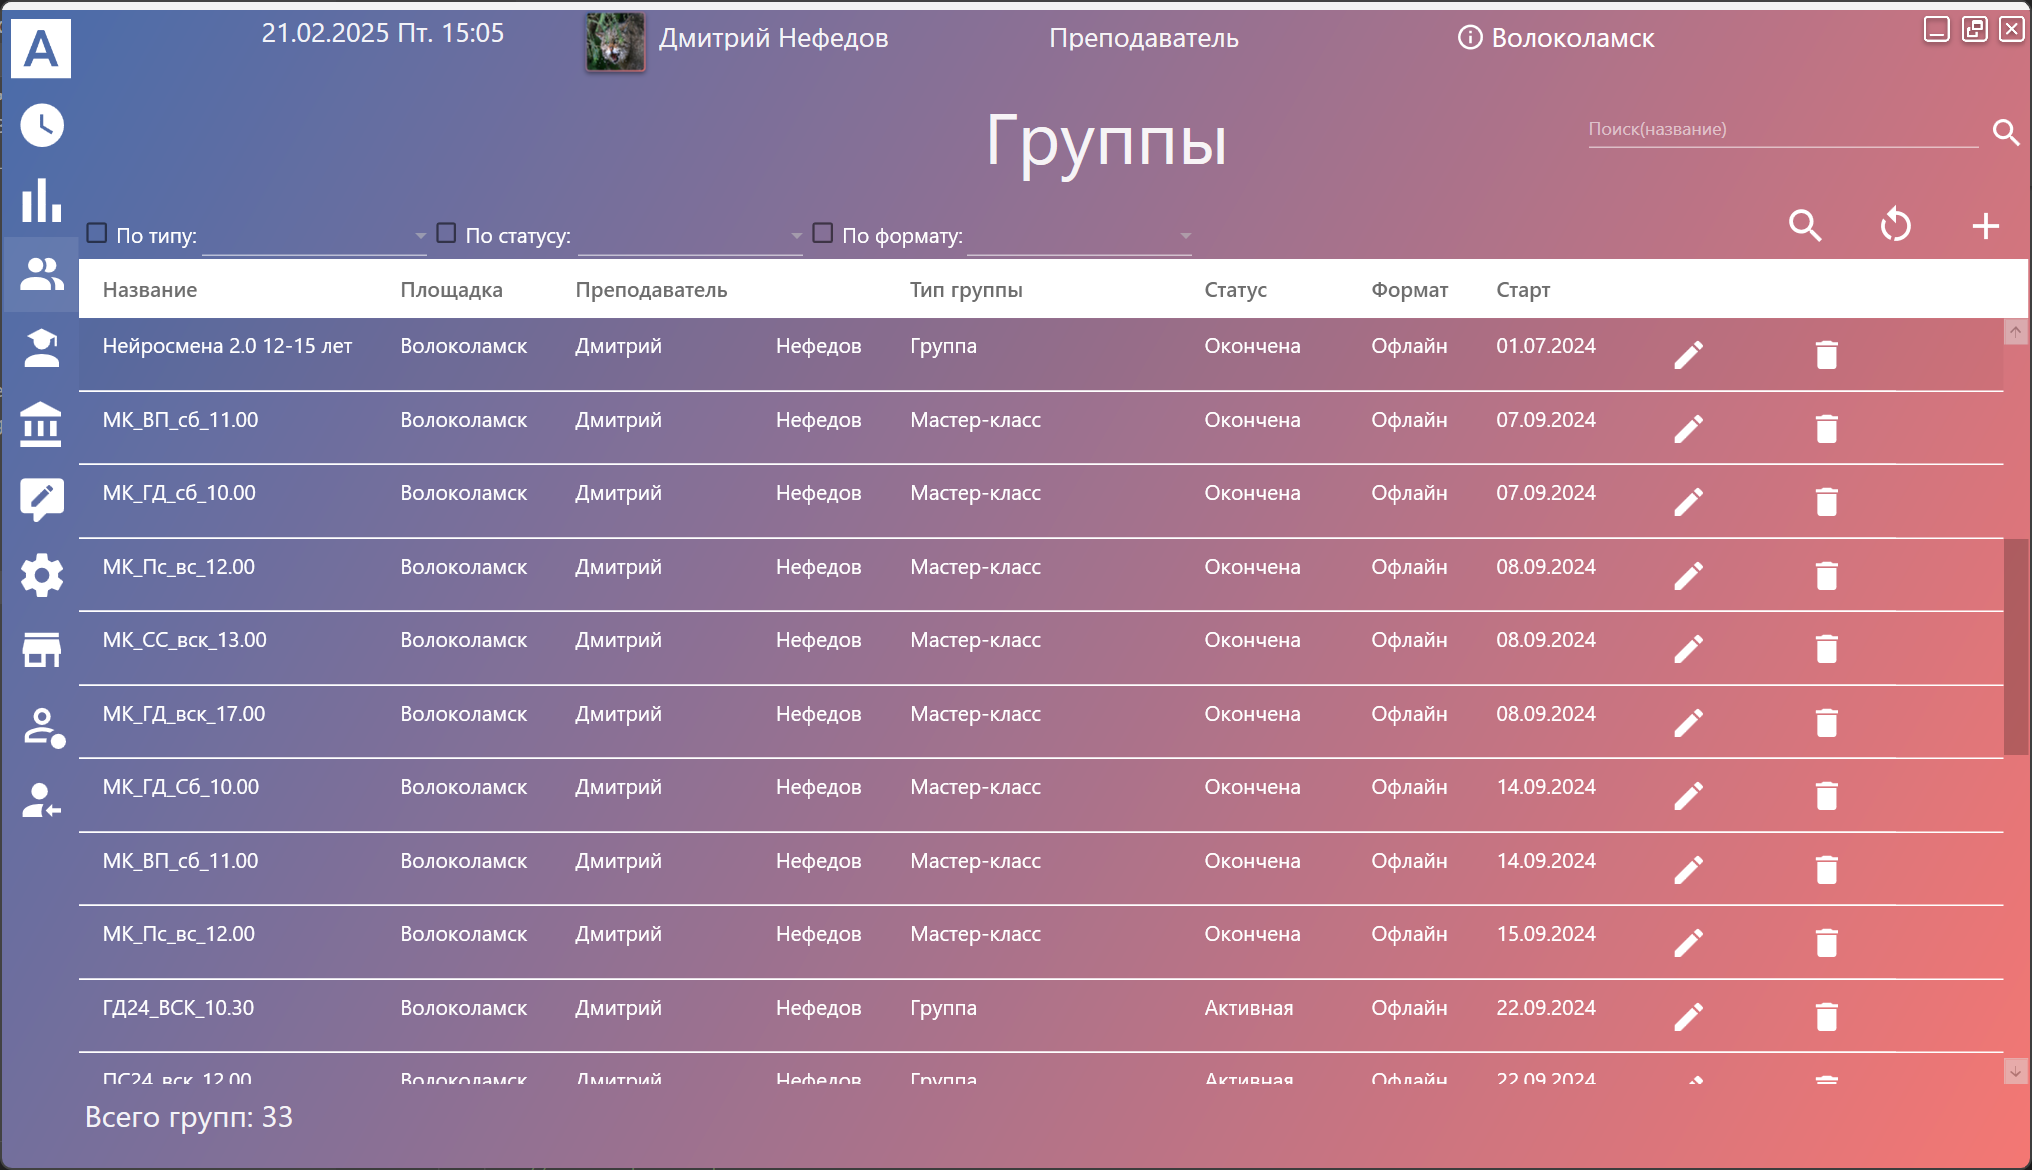 A
21.02.2025 Пт. 15:05
Дмитрий Нефедов
Преподаватель
Волоколамск
Группы
Поиск(название)
По типу: По статусу: По формату:
Название Площадка Преподаватель Тип группы Статус Формат Старт
Нейросмена 2.0 12-15 лет Волоколамск Дмитрий Нефедов Группа Окончена Офлайн 01.07.2024
МК_ВП_сб_11.00 Волоколамск Дмитрий Нефедов Мастер-класс Окончена Офлайн 07.09.2024
МК_ГД_сб_10.00 Волоколамск Дмитрий Нефедов Мастер-класс Окончена Офлайн 07.09.2024
МК_Пс_вс_12.00 Волоколамск Дмитрий Нефедов Мастер-класс Окончена Офлайн 08.09.2024
МК_СС_вск_13.00 Волоколамск Дмитрий Нефедов Мастер-класс Окончена Офлайн 08.09.2024
МК_ГД_вск_17.00 Волоколамск Дмитрий Нефедов Мастер-класс Окончена Офлайн 08.09.2024
МК_ГД_Сб_10.00 Волоколамск Дмитрий Нефедов Мастер-класс Окончена Офлайн 14.09.2024
МК_ВП_сб_11.00 Волоколамск Дмитрий Нефедов Мастер-класс Окончена Офлайн 14.09.2024
МК_Пс_вс_12.00 Волоколамск Дмитрий Нефедов Мастер-класс Окончена Офлайн 15.09.2024
ГД24_ВСК_10.30 Волоколамск Дмитрий Нефедов Группа Активная Офлайн 22.09.2024
ПС24_вск_12.00 Волоколамск Дмитрий Нефедов Группа Активная Офлайн 22.09.2024
Всего групп: 33